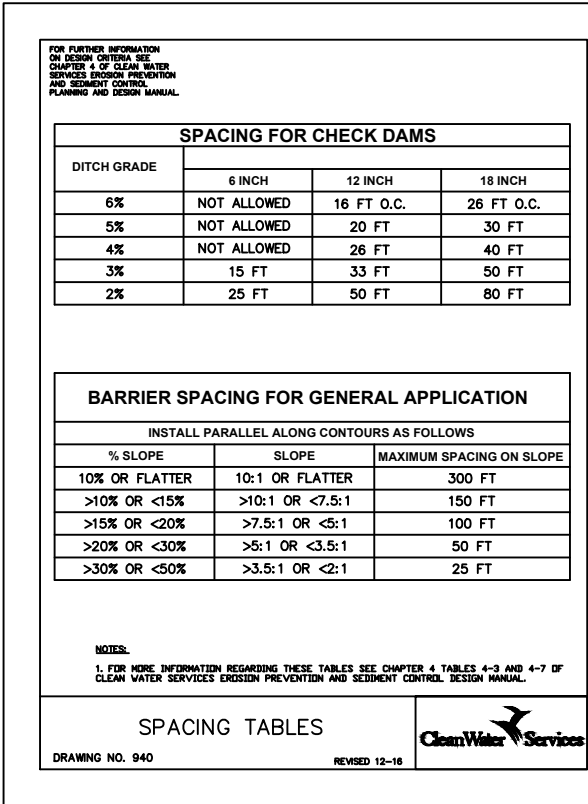 FOR FURTHER INFORMATION
ON DESIGN CRITERIA SEE
CHAPTER 4 OF CLEAN WATER
SERVICES EROSION PREVENTION
AND SEDIMENT CONTROL
PLANNING AND DESIGN MANUAL.
SPACING FOR CHECK DAMS
DITCH GRADE
6 INCH 12 INCH 18 INCH
6% NOT ALLOWED 16 FT O.C. 26 FT O.C.
5% NOT ALLOWED 20 FT 30 FT
4% NOT ALLOWED 26 FT 40 FT
3% 15 FT 33 FT 50 FT
2% 25 FT 50 FT 80 FT
BARRIER SPACING FOR GENERAL APPLICATION
INSTALL PARALLEL ALONG CONTOURS AS FOLLOWS
% SLOPE SLOPE MAXIMUM SPACING ON SLOPE
10% OR FLATTER 10:1 OR FLATTER 300 FT
>10% OR <15% >10:1 OR <7.5:1 150 FT
>15% OR <20% >7.5:1 OR <5:1 100 FT
>20% OR <30% >5:1 OR <3.5:1 50 FT
>30% OR <50% >3.5:1 OR <2:1 25 FT
NOTES:
1. FOR MORE INFORMATION REGARDING THESE TABLES SEE CHAPTER 4 TABLES 4-3 AND 4-7 OF
CLEAN WATER SERVICES EROSION PREVENTION AND SEDIMENT CONTROL DESIGN MANUAL.
SPACING TABLES
DRAWING NO. 940
REVISED 12-16
CleanWater Services